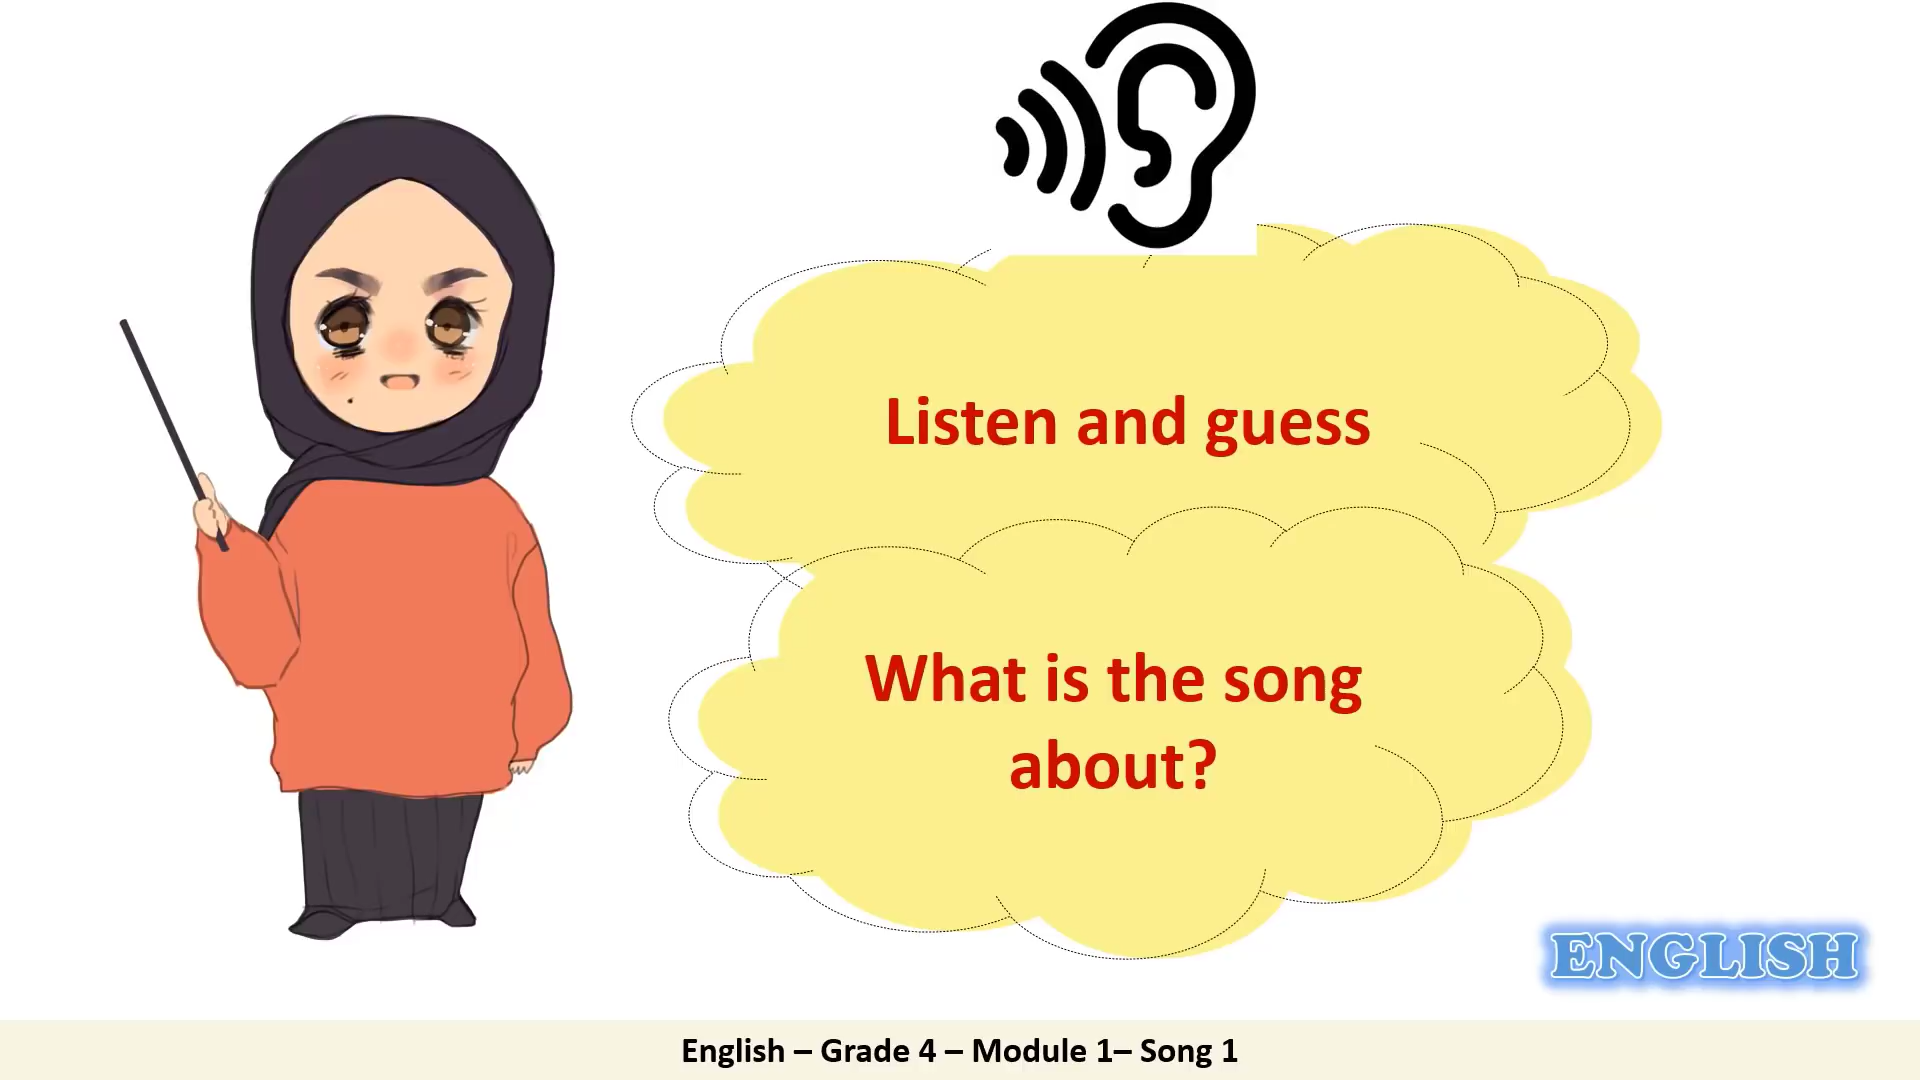 Listen and guess
What is the song
about?
ENGLISH
English – Grade 4 – Module 1– Song 1